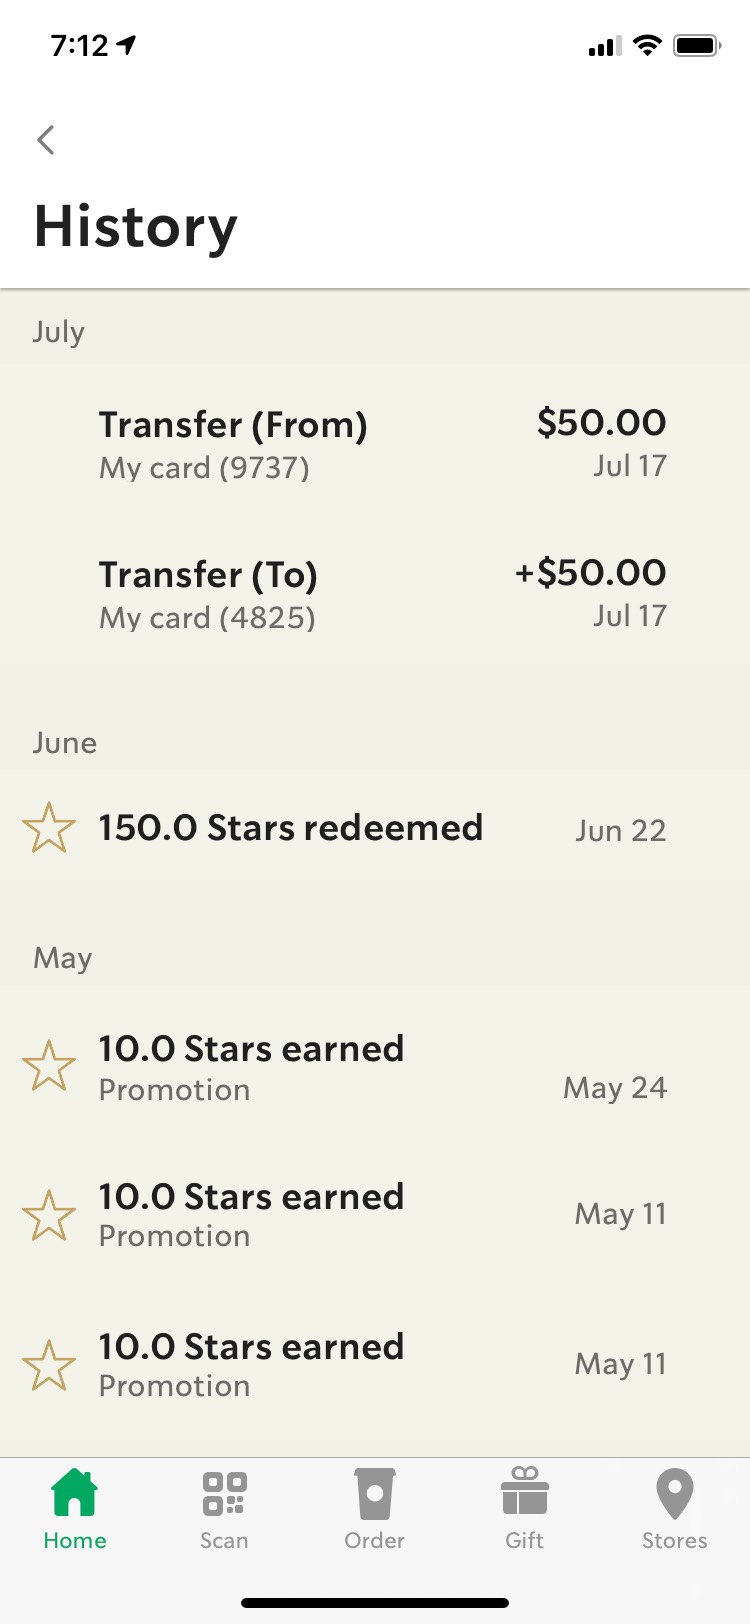 7:12
History
July
Transfer (From) $50.00
My card (9737) Jul 17
Transfer (To) +$50.00
My card (4825) Jul 17
June
150.0 Stars redeemed Jun 22
May
10.0 Stars earned
Promotion May 24
10.0 Stars earned
Promotion May 11
10.0 Stars earned
Promotion May 11
Home Scan Order Gift Stores